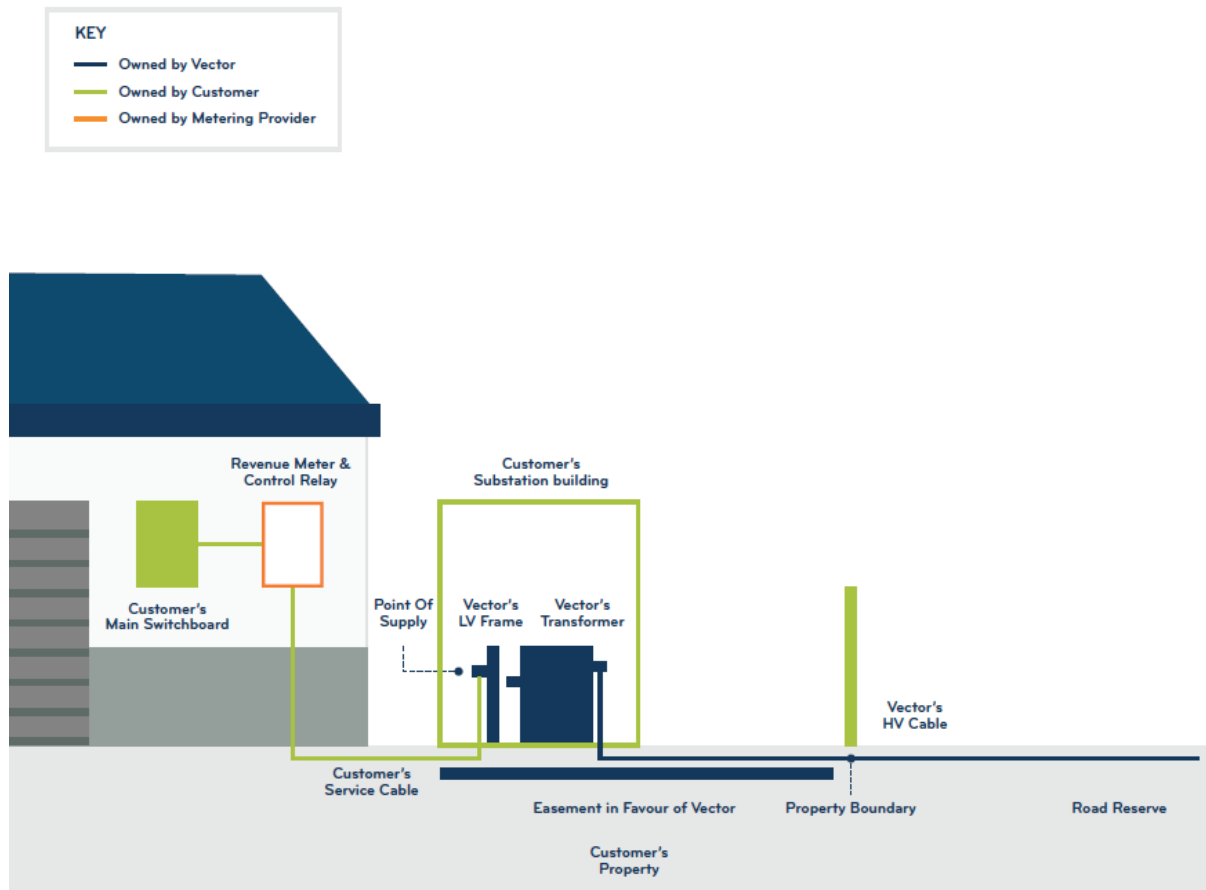 KEY
Owned by Vector
Owned by Customer
Owned by Metering Provider
Revenue Meter &
Control Relay
Customer's
Substation building
Customer's
Main Switchboard
Point Of
Supply
Vector's
LV Frame
Vector's
Transformer
Vector's
HV Cable
Customer's
Service Cable
Easement in Favour of Vector
Property Boundary
Road Reserve
Customer's
Property